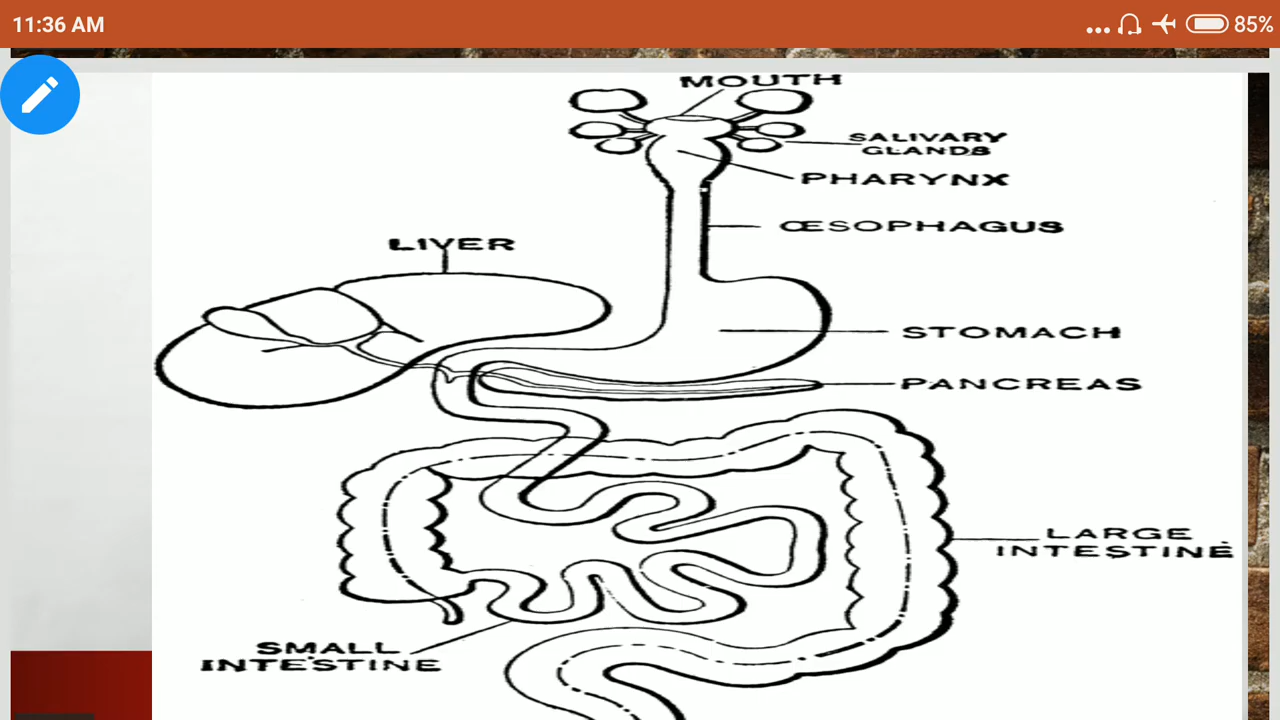 11:36 AM
85%
MOUTH
SALIVARY
GLANDS
PHARYNX
ŒSOPHAGUS
LIVER
STOMACH
PANCREAS
LARGE
INTESTINE
SMALL
INTESTINE